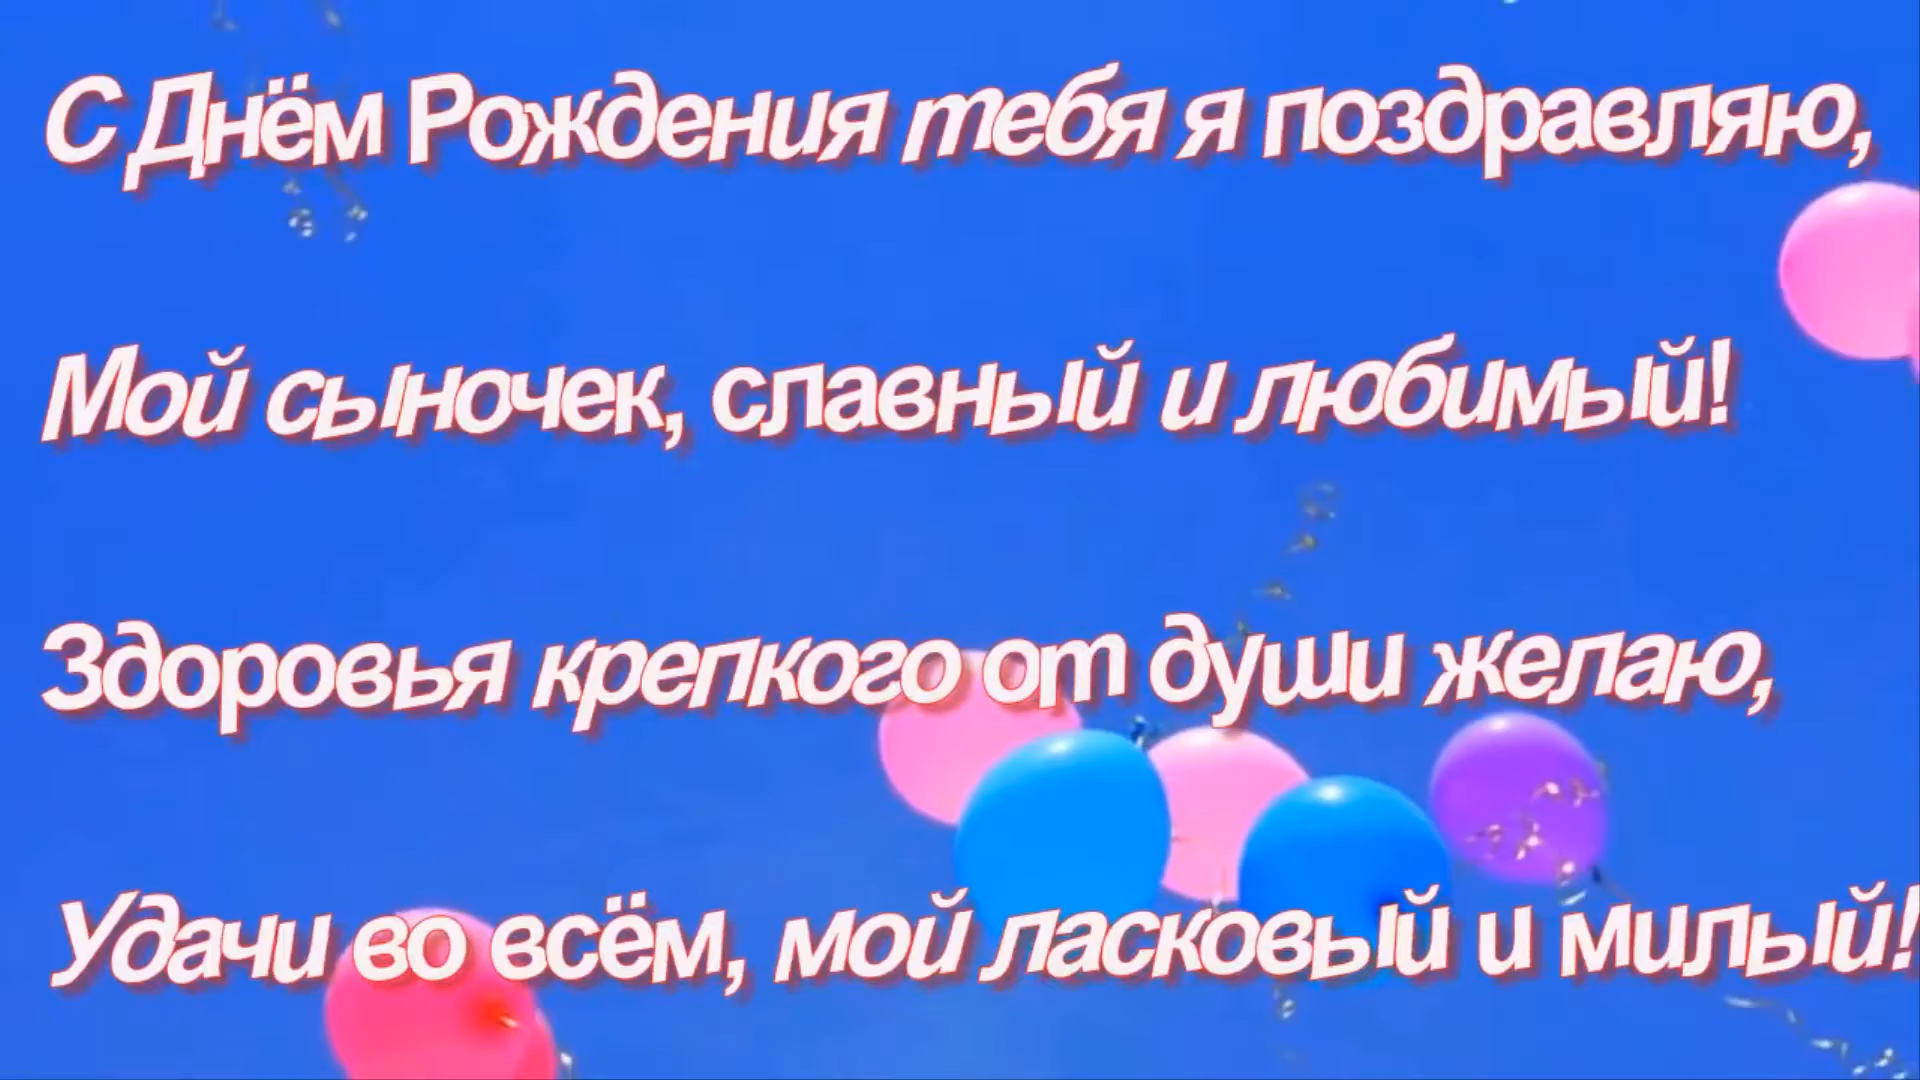 С Днём Рождения тебя я поздравляю,
Мой сыночек, славный и любимый!
Здоровья крепкого от души желаю,
Удачи во всём, мой ласковый и милый!